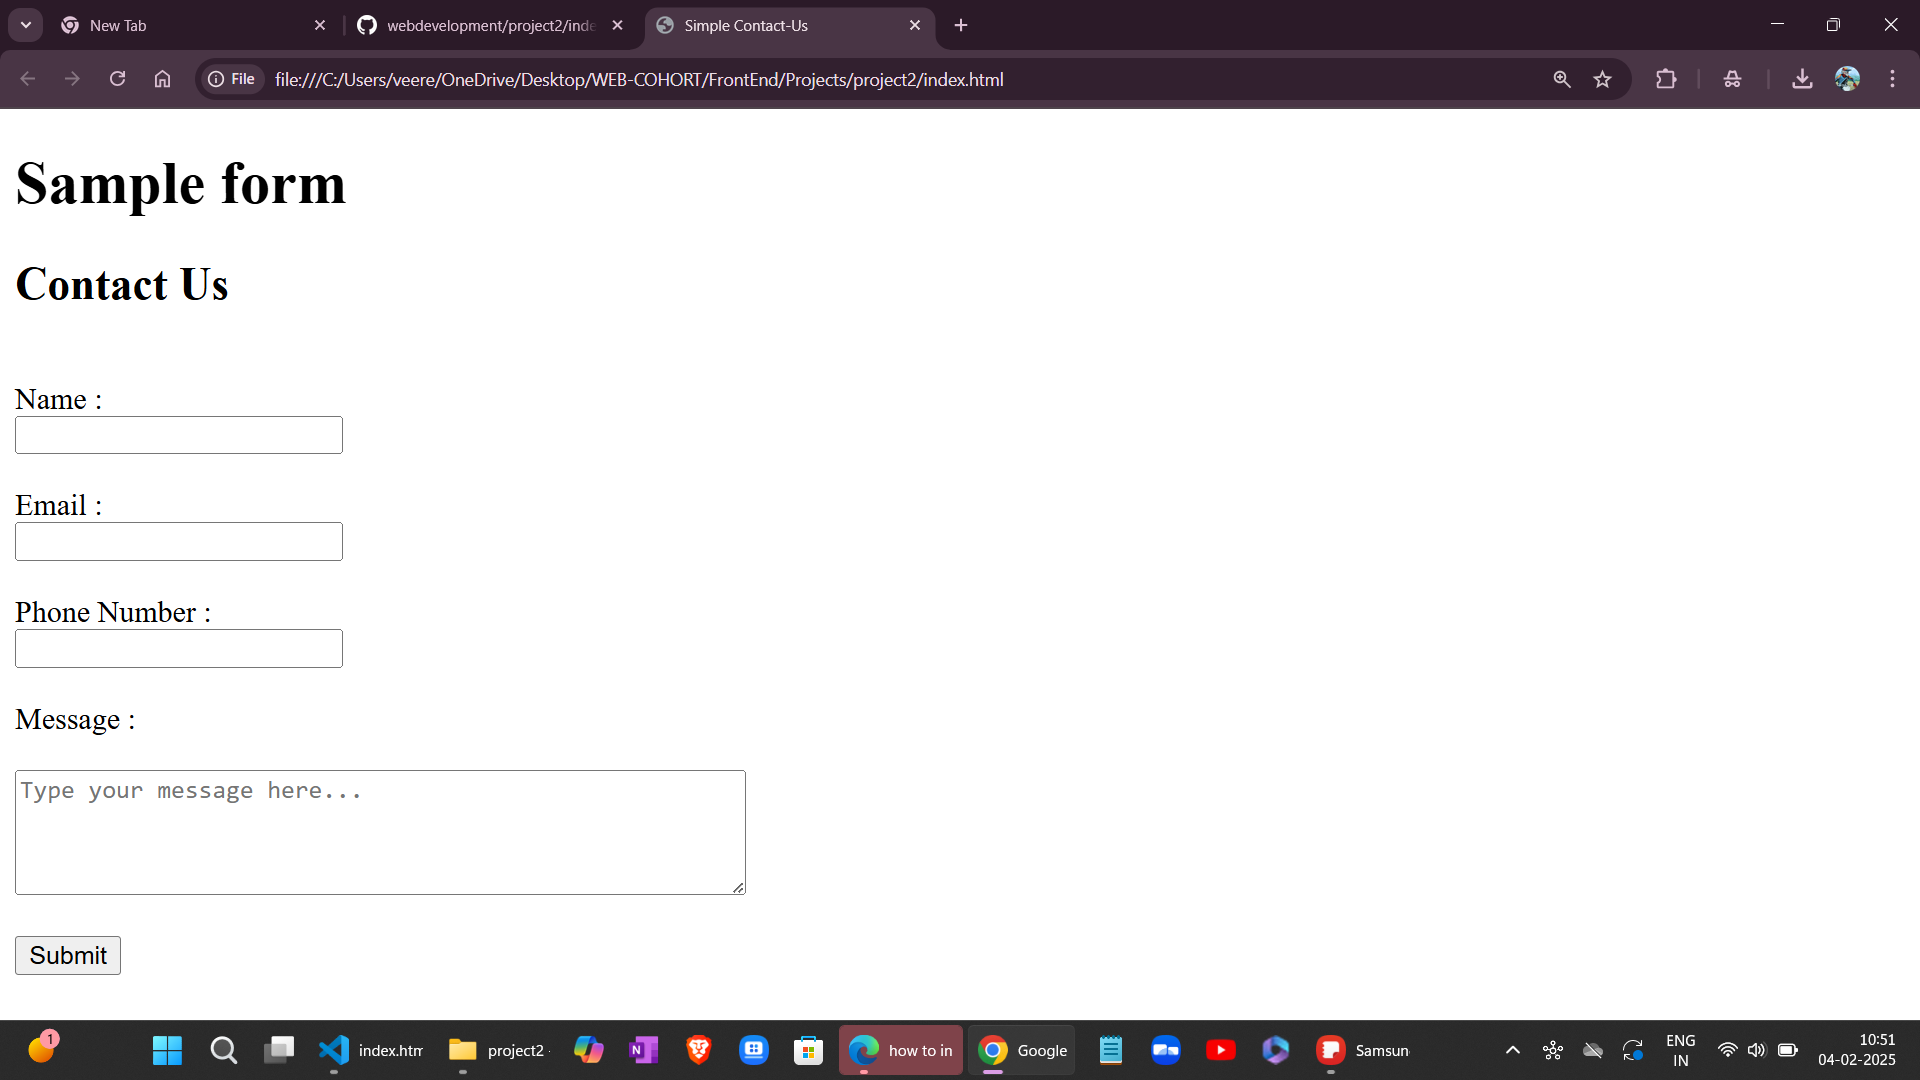 New Tab
webdevelopment/project2/inde
Simple Contact-Us
File
file:///C:/Users/veere/OneDrive/Desktop/WEB-COHORT/FrontEnd/Projects/project2/index.html
Sample form
Contact Us
Name :
Email :
Phone Number :
Message :
Type your message here...
Submit
1
index.htm
project2
how to in
Google
Samsun
ENG
IN
10:51
04-02-2025